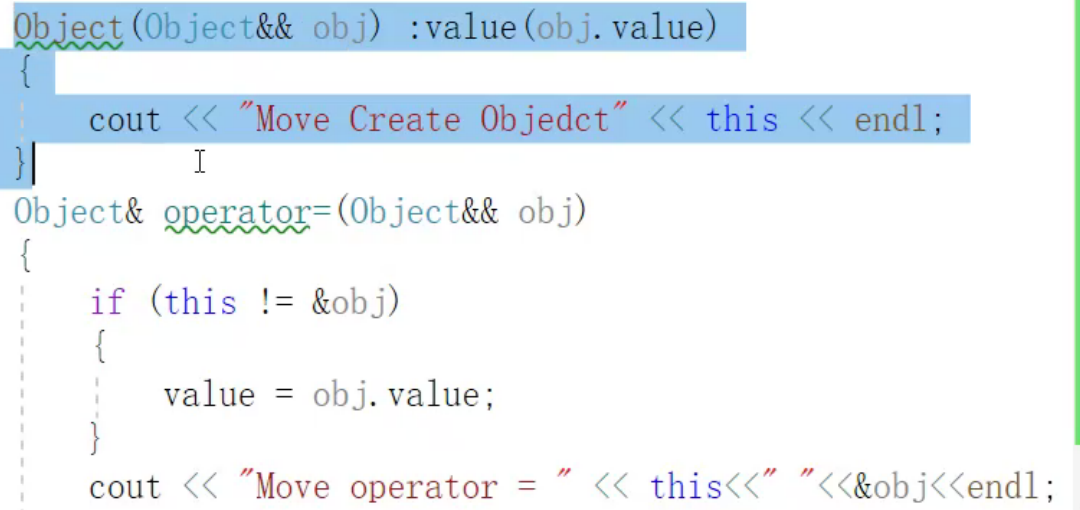 Object(Object&& obj) :value(obj.value)
{
cout << "Move Create Objedct" << this << endl;
}
Object& operator=(Object&& obj)
{
if (this != &obj)
{
value = obj.value;
}
cout << "Move operator = " << this<<" "<<&obj<<endl;